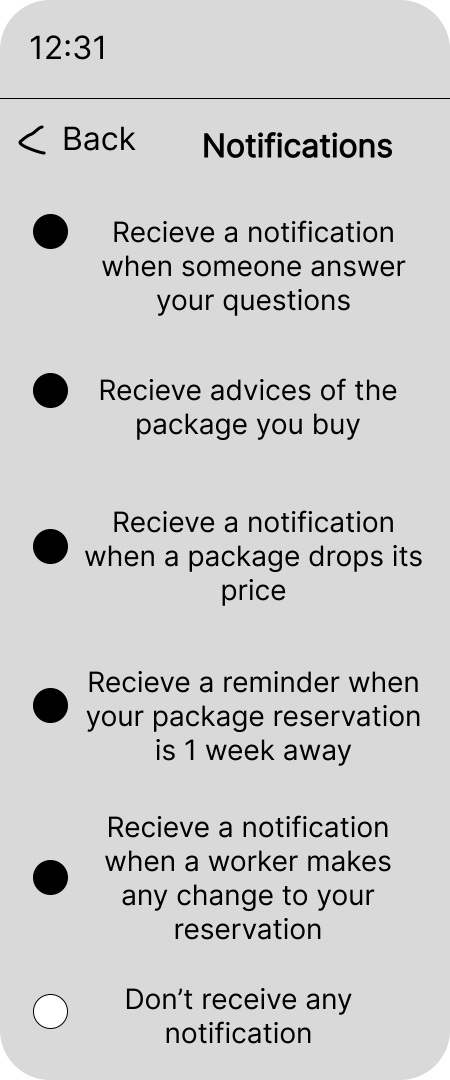 12:31
Back
Notifications
Recieve a notification
when someone answer
your questions
Recieve advices of the
package you buy
Recieve a notification
when a package drops its
price
Recieve a reminder when
your package reservation
is 1 week away
Recieve a notification
when a worker makes
any change to your
reservation
Don’t receive any
notification